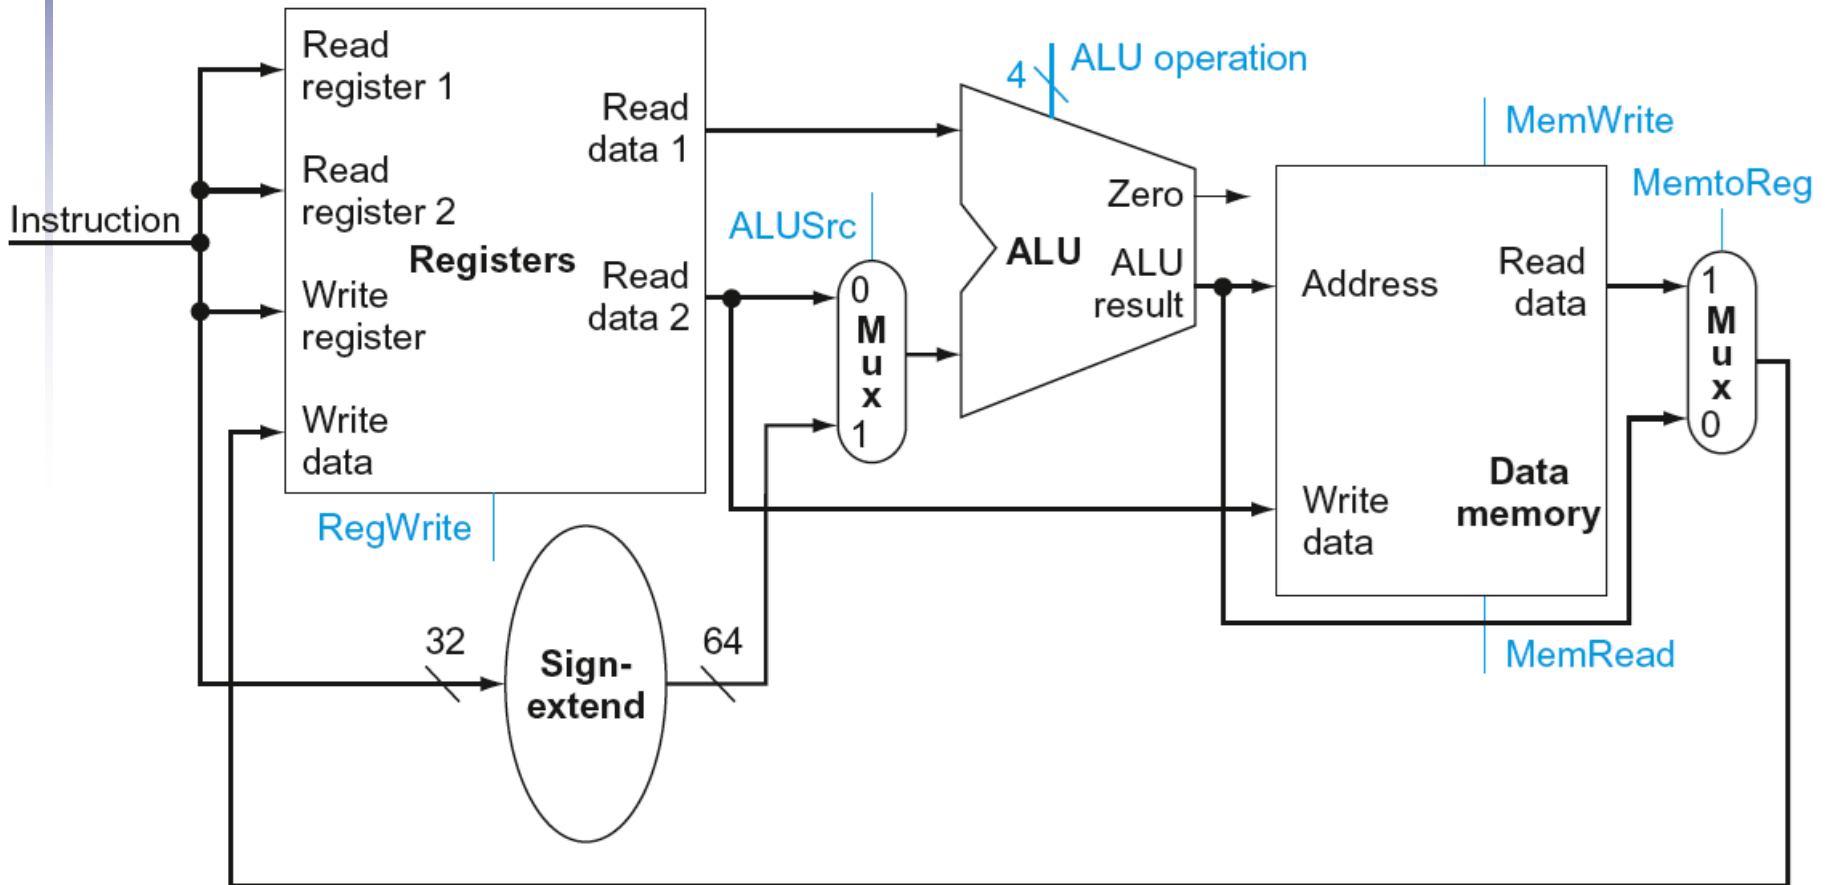 Instruction
Read
register 1
Read
register 2
Write
register
Write
data
Registers
Read
data 1
Read
data 2
RegWrite
32
Sign-
extend
64
ALUSrc
0
M
u
x
1
4
ALU operation
ALU
Zero
ALU
result
MemWrite
Address
Read
data
Write
data
Data
memory
MemRead
MemtoReg
1
M
u
x
0